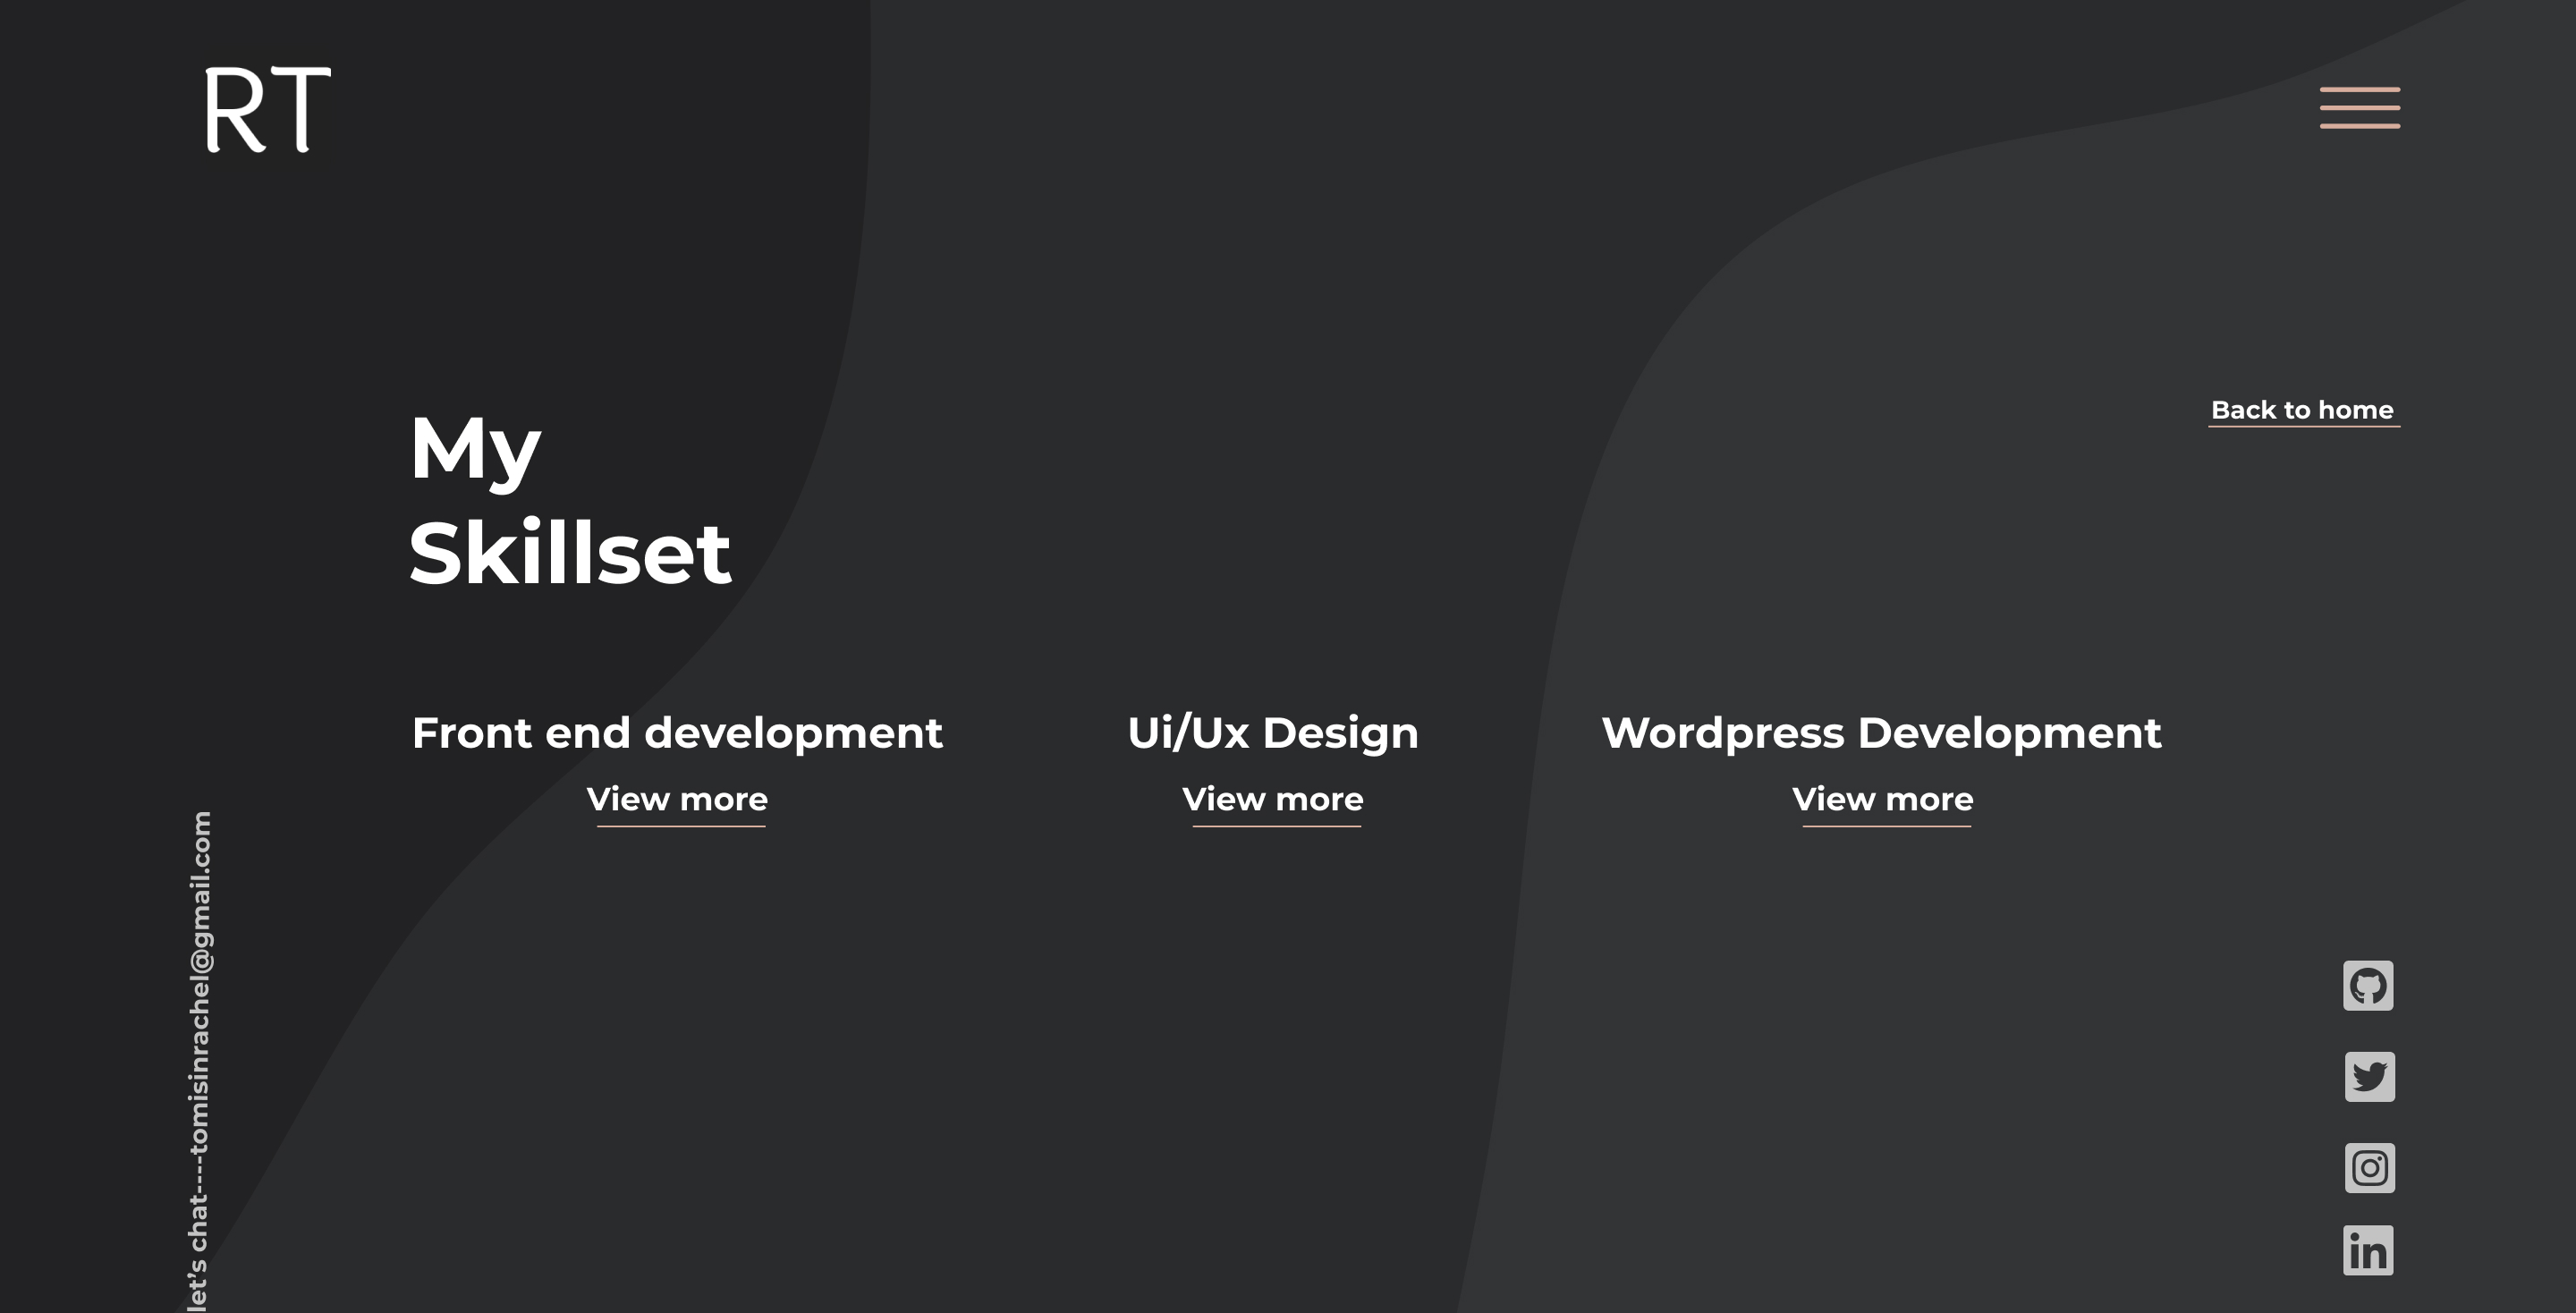 RT
Back to home
My
Skillset
Front end development
Ui/Ux Design
Wordpress Development
View more
View more
View more
let's chat----tomisinrachel@gmail.com
in